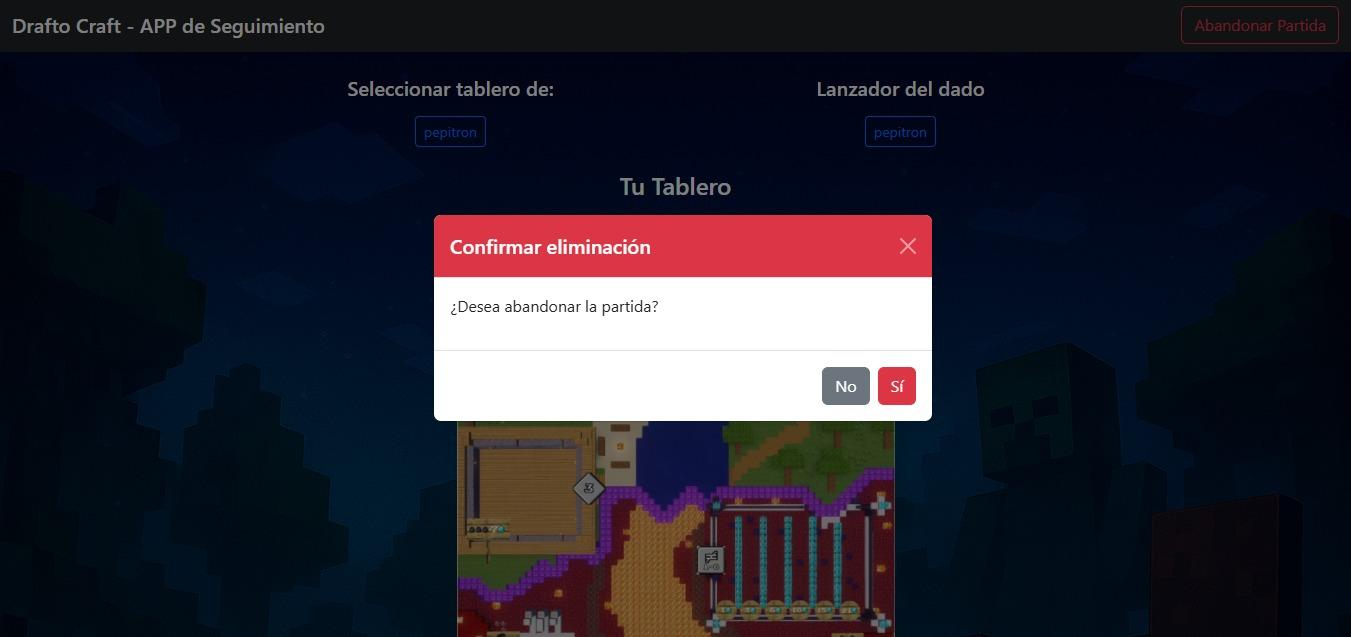 Drafto Craft - APP de Seguimiento
Abandonar Partida
Seleccionar tablero de:
Lanzador del dado
pepitron
pepitron
Tu Tablero
Confirmar eliminación
¿Desea abandonar la partida?
No
Sí